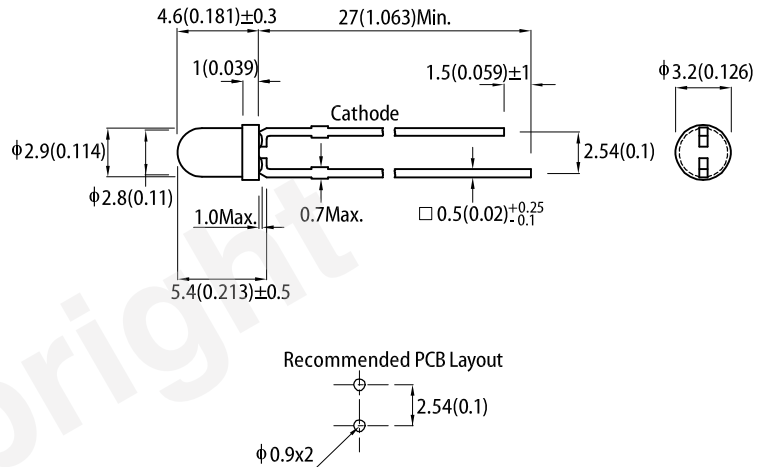 4.6(0.181)±0.3
27(1.063)Min.
1(0.039)
1.5(0.059)±1
ϕ3.2(0.126)
Cathode
ϕ2.9(0.114)
2.54(0.1)
ϕ2.8(0.11)
1.0Max.
0.7Max.
□ 0.5(0.02)+0.25 -0.1
5.4(0.213)±0.5
bright
Recommended PCB Layout
2.54(0.1)
ϕ0.9x2